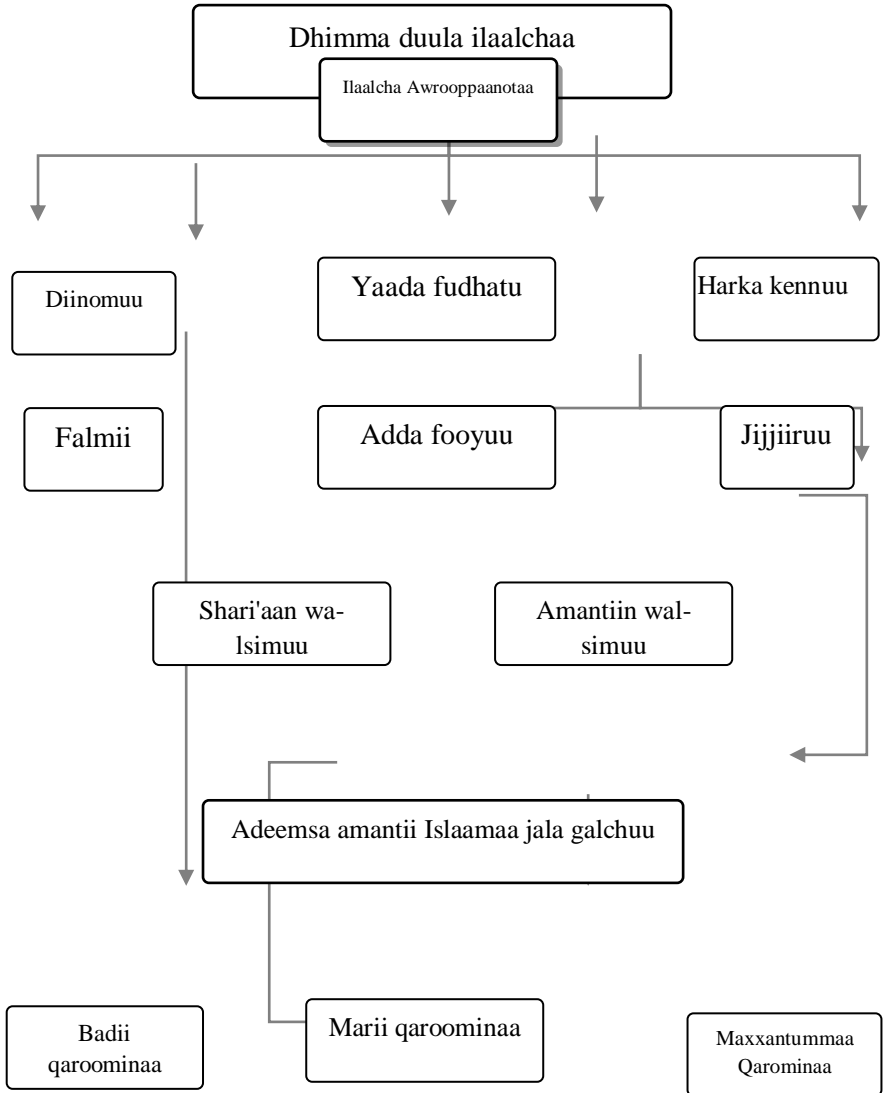 Dhimma duula ilaalchaa
Ilaalcha Awrooppaanotaa
Diinomuu
Yaada fudhatu
Harka kennuu
Falmii
Adda fooyuu
Jijjiiruu
Shari'aan wa-
lsimuu
Amantiin wal-
simuu
Adeemsa amantii Islaamaa jala galchuu
Badii
qaroominaa
Marii qaroominaa
Maxxantummaa
Qarominaa